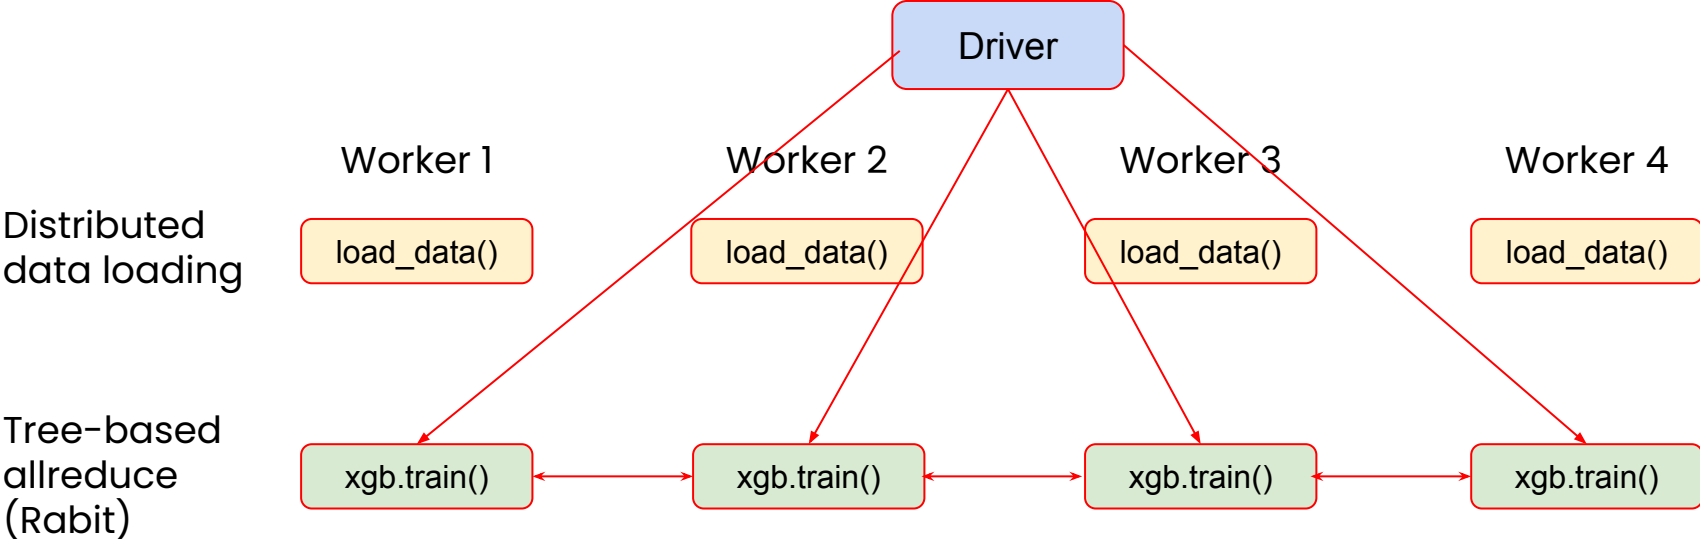 Driver
Worker 1
Worker 2
Worker 3
Worker 4
Distributed
data loading
load_data()
load_data()
load_data()
load_data()
Tree-based
allreduce
(Rabit)
xgb.train()
xgb.train()
xgb.train()
xgb.train()